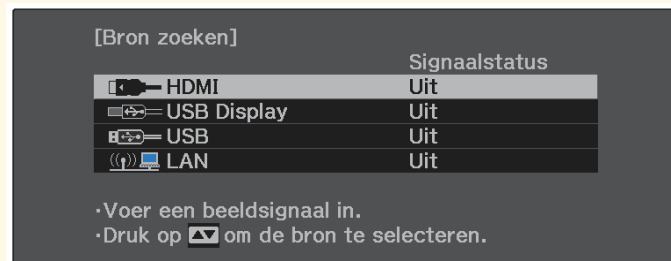 [Bron zoeken]
Signaalstatus
HDMI Uit
USB Display Uit
USB Uit
LAN Uit
·Voer een beeldsignaal in.
·Druk op om de bron te selecteren.